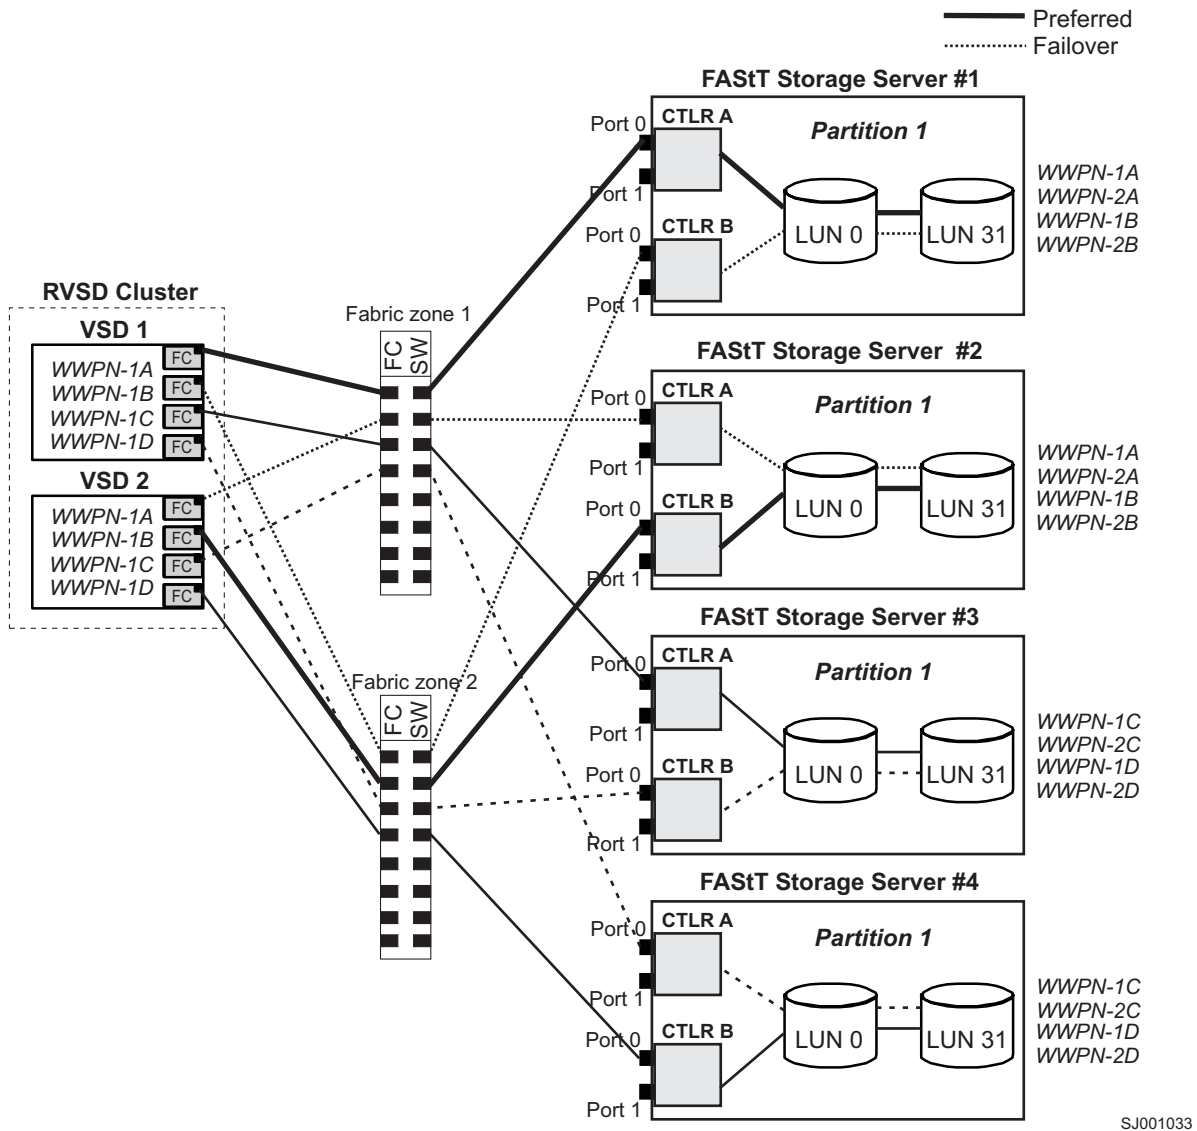 Preferred
Failover
FAStT Storage Server #1
CTLR A
Partition 1
Port 0
Port 1
CTLR B
Port 0
Port 1
LUN 0
LUN 31
WWPN-1A
WWPN-2A
WWPN-1B
WWPN-2B
RVSD Cluster
VSD 1
WWPN-1A
FC
WWPN-1B
FC
WWPN-1C
FC
WWPN-1D
FC
VSD 2
WWPN-1A
FC
WWPN-1B
FC
WWPN-1C
FC
WWPN-1D
FC
Fabric zone 1
FC
SW
Fabric zone 2
FC
SW
FAStT Storage Server #2
CTLR A
Partition 1
Port 0
Port 1
CTLR B
Port 0
Port 1
LUN 0
LUN 31
WWPN-1A
WWPN-2A
WWPN-1B
WWPN-2B
FAStT Storage Server #3
CTLR A
Partition 1
Port 0
Port 1
CTLR B
Port 0
Port 1
LUN 0
LUN 31
WWPN-1C
WWPN-2C
WWPN-1D
WWPN-2D
FAStT Storage Server #4
CTLR A
Partition 1
Port 0
Port 1
CTLR B
Port 0
Port 1
LUN 0
LUN 31
WWPN-1C
WWPN-2C
WWPN-1D
WWPN-2D
SJ001033